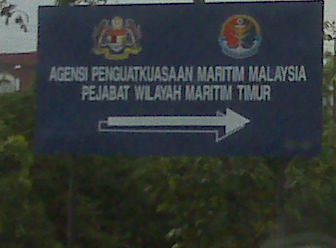 AGENSI PENGUATKUASAAN MARITIM MALAYSIA
PEJABAT WILAYAH MARITIM TIMUR